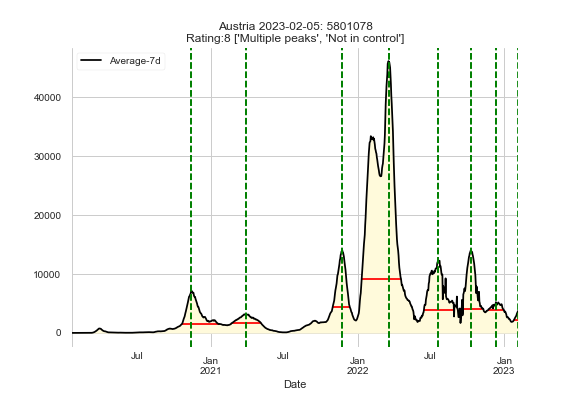 Austria 2023-02-05: 5801078
Rating:8 ['Multiple peaks', 'Not in control']
Average-7d
40000
30000
20000
10000
0
Jul Jan Jul Jan Jul Jan
2021 2022 2023
Date